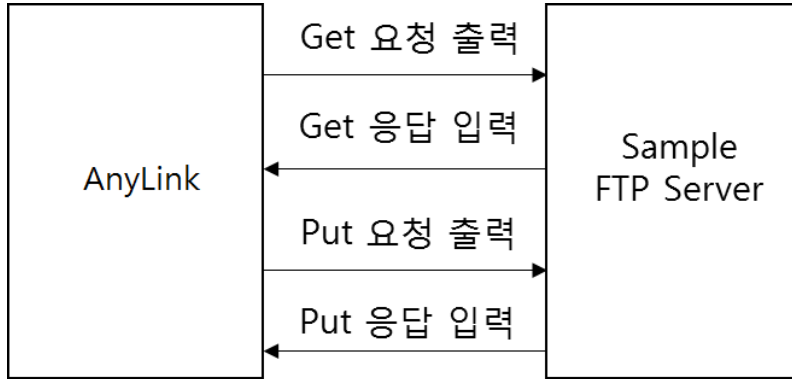 AnyLink
Get 요청 출력
Get 응답 입력
Put 요청 출력
Put 응답 입력
Sample
FTP Server